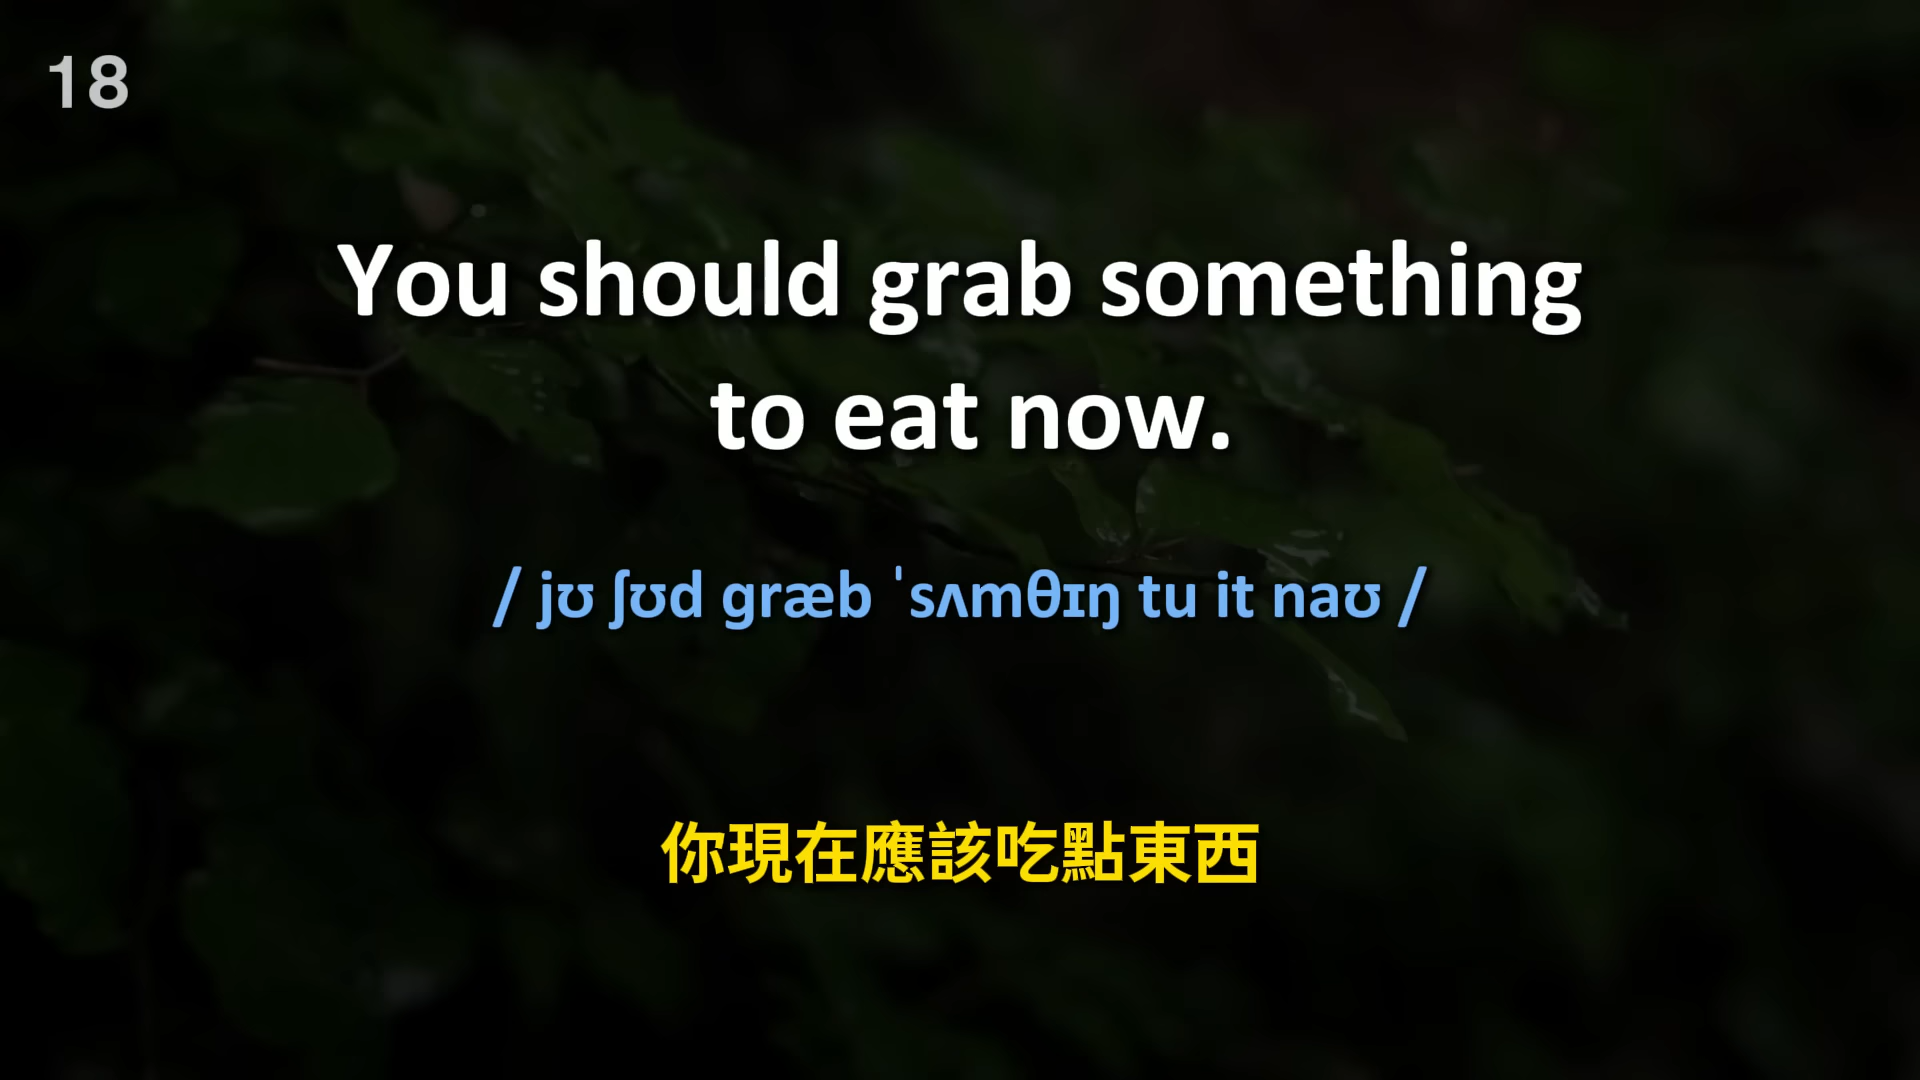 18
You should grab something
to eat now.
/ jʊ ʃʊd græb ˈsʌmθɪŋ tu it naʊ /
你現在應該吃點東西